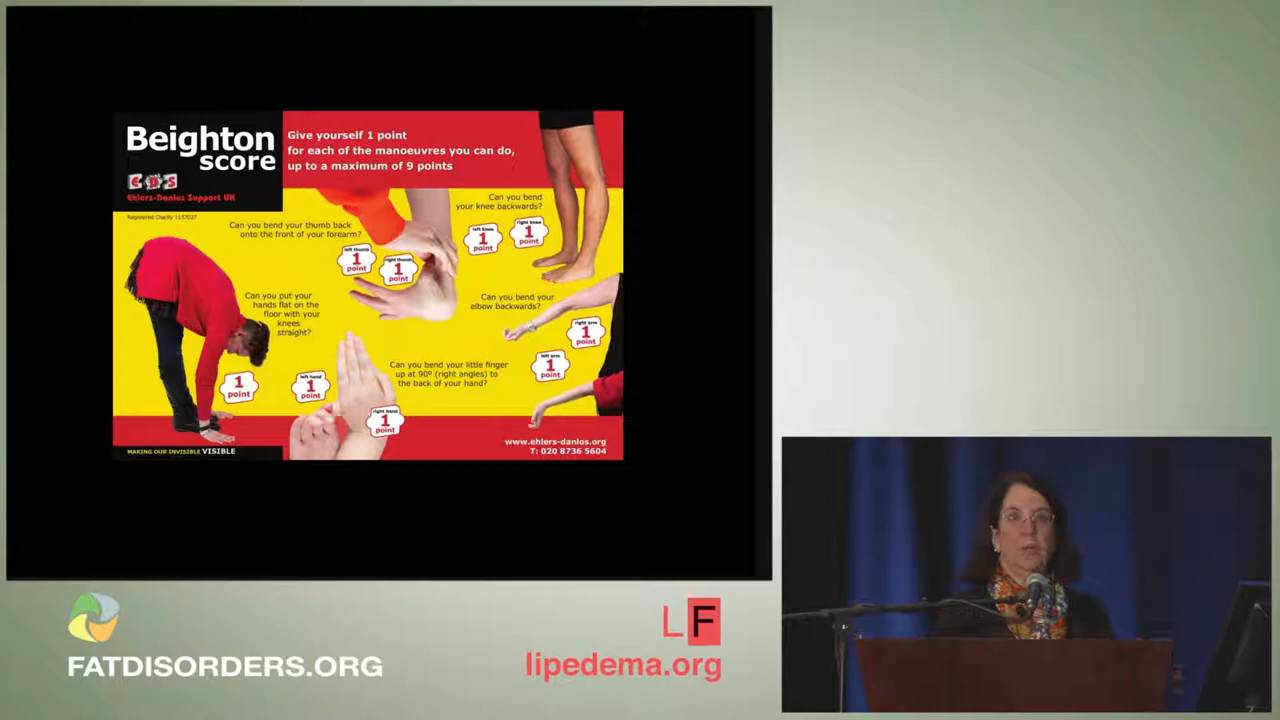 Beighton
score
EDS
Ehlers-Danlos Support UK
Registered Charity 1157027
Give yourself 1 point
for each of the manoeuvres you can do,
up to a maximum of 9 points
Can you bend your thumb back
onto the front of your forearm?
left thumb
1
point
right thumb
1
point
Can you bend
your knee backwards?
left knee
1
point
right knee
1
point
Can you put your
hands flat on the
floor with your
knees
straight?
1
point
Can you bend your
elbow backwards?
right arm
1
point
left arm
1
point
Can you bend your little finger
up at 90º (right angles) to
the back of your hand?
left hand
1
point
right hand
1
point
MAKING OUR INVISIBLE VISIBLE
www.ehlers-danlos.org
T: 020 8736 5604
FATDISORDERS.ORG
LF
lipedema.org